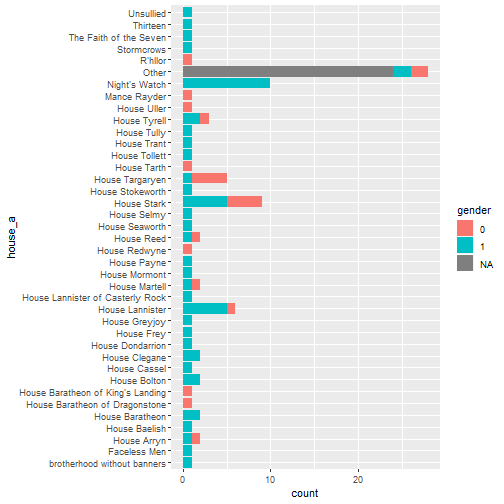 Unsullied
Thirteen
The Faith of the Seven
Stormcrows
R'hllor
Other
Night's Watch
Mance Rayder
House Uller
House Tyrell
House Tully
House Trant
House Tollett
House Tarth
House Targaryen
House Stokeworth
House Stark
House Selmy
House Seaworth
House Reed
House Redwyne
House Payne
House Mormont
House Martell
House Lannister of Casterly Rock
House Lannister
House Greyjoy
House Frey
House Dondarrion
House Clegane
House Cassel
House Bolton
House Baratheon of King's Landing
House Baratheon of Dragonstone
House Baratheon
House Baelish
House Arryn
Faceless Men
brotherhood without banners
house_a
0
10
20
count
gender
0
1
NA